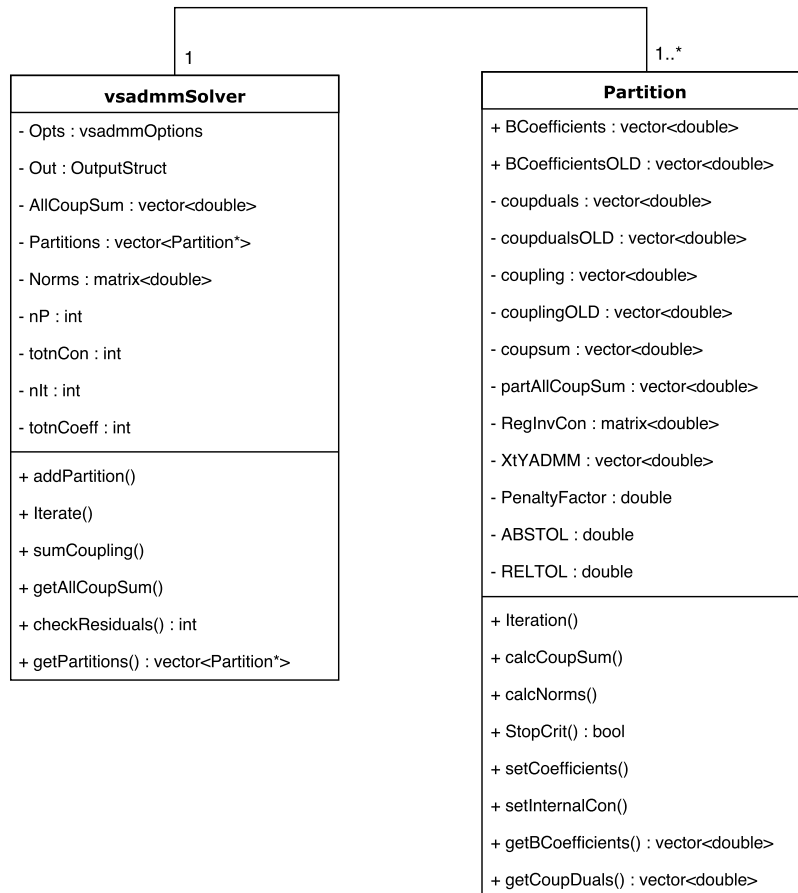 1
1..*
vsadmmSolver
- Opts : vsadmmOptions
- Out : OutputStruct
- AllCoupSum : vector<double>
- Partitions : vector<Partition*>
- Norms : matrix<double>
- nP : int
- totnCon : int
- nIt : int
- totnCoeff : int
+ addPartition()
+ Iterate()
+ sumCoupling()
+ getAllCoupSum()
+ checkResiduals() : int
+ getPartitions() : vector<Partition*>
Partition
+ BCoefficients : vector<double>
+ BCoefficientsOLD : vector<double>
- coupduals : vector<double>
- coupdualsOLD : vector<double>
- coupling : vector<double>
- couplingOLD : vector<double>
- coupsum : vector<double>
- partAllCoupSum : vector<double>
- RegInvCon : matrix<double>
- XtYADMM : vector<double>
- PenaltyFactor : double
- ABSTOL : double
- RELTOL : double
+ Iteration()
+ calcCoupSum()
+ calcNorms()
+ StopCrit() : bool
+ setCoefficients()
+ setInternalCon()
+ getBCoefficients() : vector<double>
+ getCoupDuals() : vector<double>